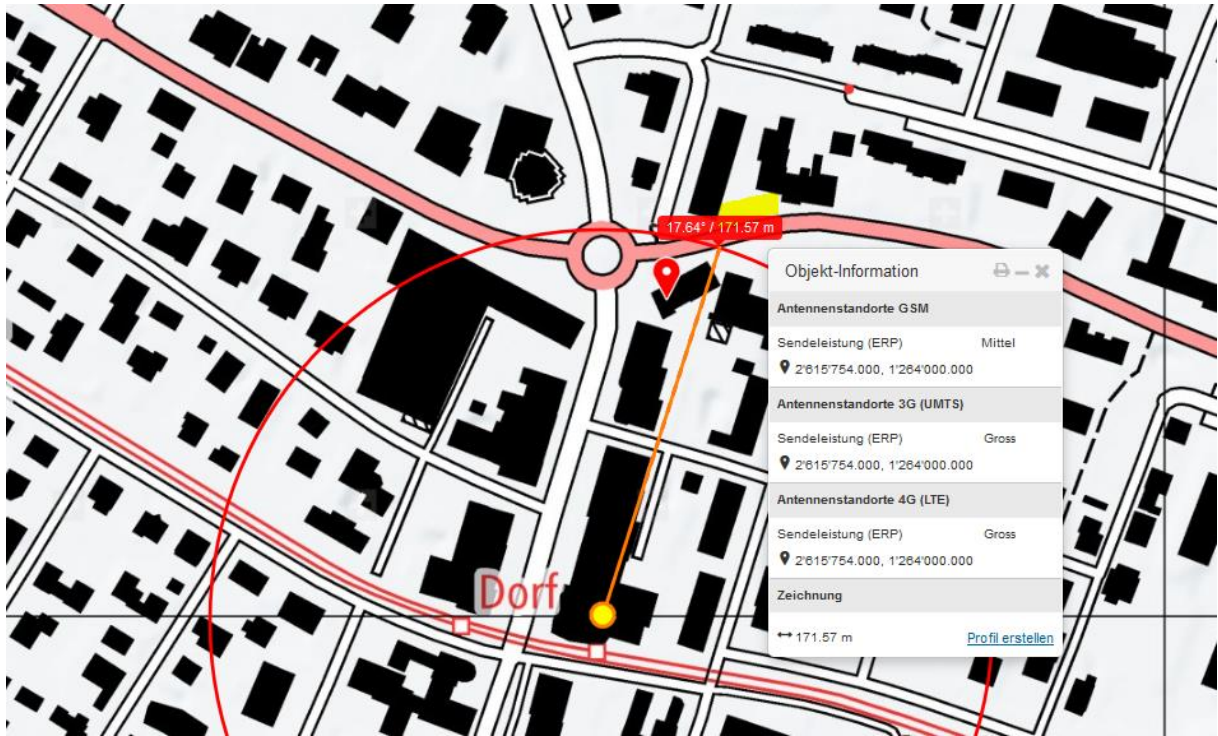 17.64° / 171.57 m
Objekt-Information
Antennenstandorte GSM
Sendeleistung (ERP) Mittel
2'615'754.000, 1'264'000.000
Antennenstandorte 3G (UMTS)
Sendeleistung (ERP) Gross
2'615'754.000, 1'264'000.000
Antennenstandorte 4G (LTE)
Sendeleistung (ERP) Gross
2'615'754.000, 1'264'000.000
Zeichnung
171.57 m Profil erstellen
Dorf